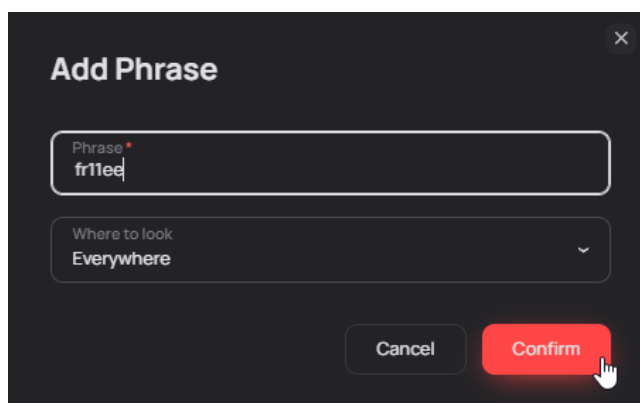 Add Phrase
Phrase *
fr11ee
Where to look
Everywhere
Cancel Confirm